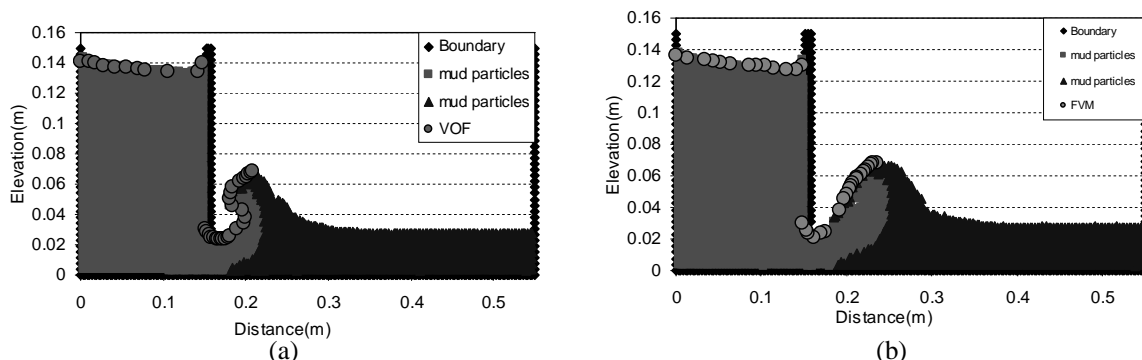 0.16
0.14
0.12
0.1
0.08
0.06
0.04
0.02
0
Elevation(m)
0
0.1
0.2
0.3
0.4
0.5
Distance(m)
Boundary
mud particles
mud particles
VOF
(a)
0.16
0.14
0.12
0.1
0.08
0.06
0.04
0.02
0
Elevation(m)
0
0.1
0.2
0.3
0.4
0.5
Distance(m)
Boundary
mud particles
mud particles
FVM
(b)